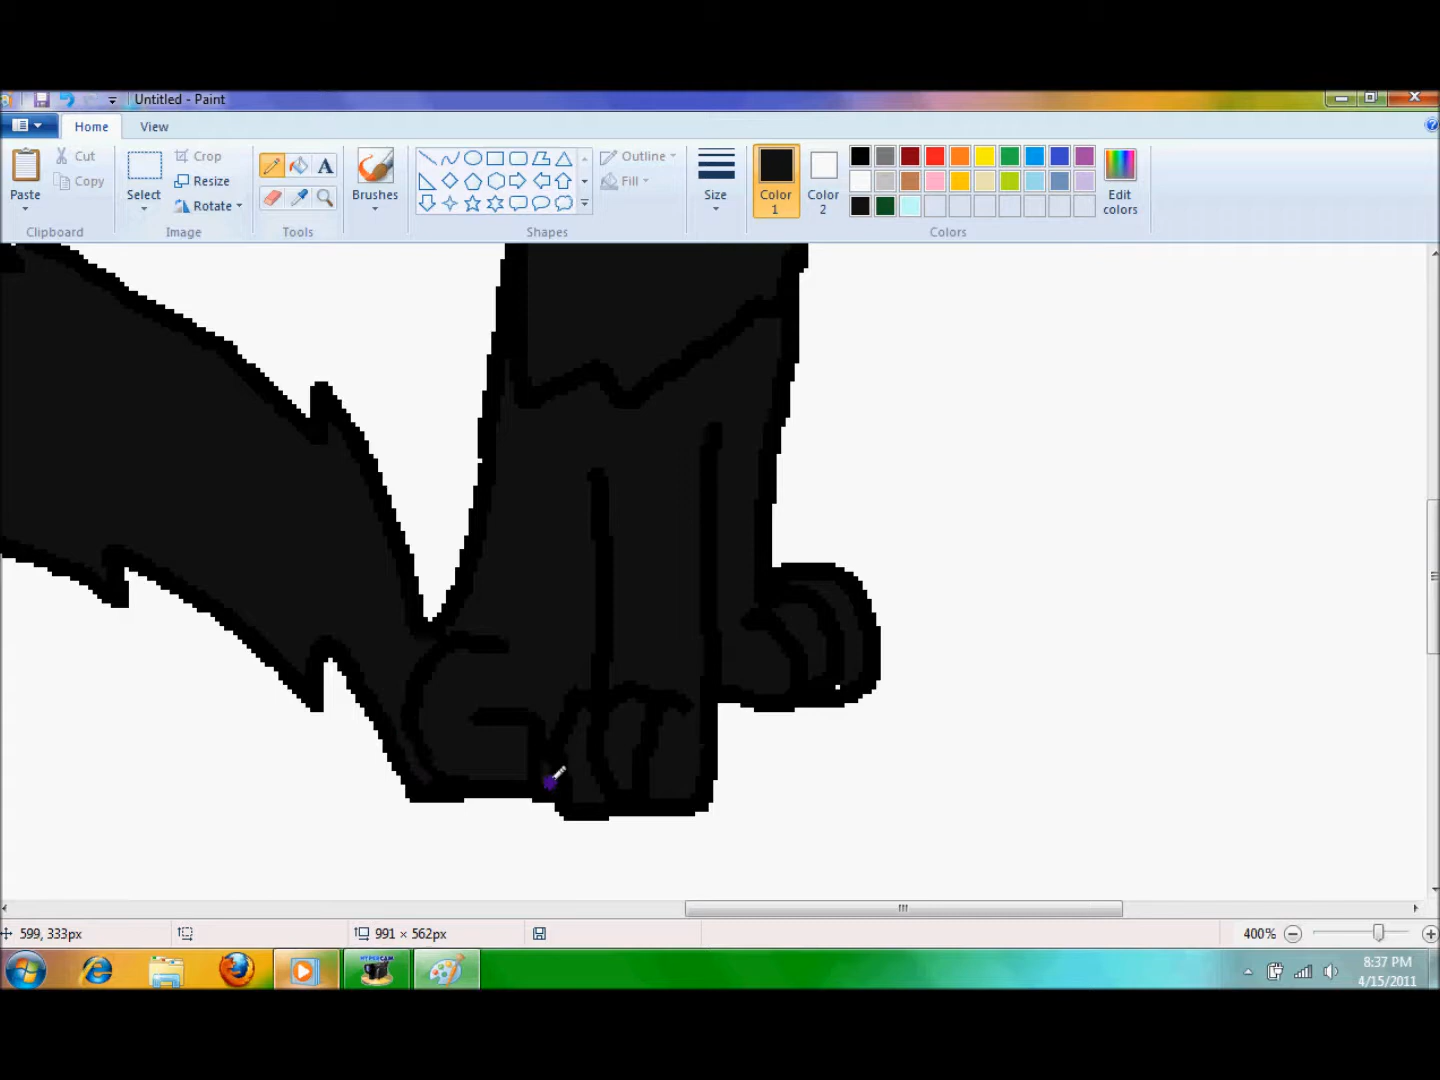 Untitled - Paint
Home View
Paste
Cut
Copy
Clipboard
Select
Crop
Resize
Rotate
Image
A
Tools
Brushes
Outline
Fill
Shapes
Size
Color 1
Color 2
Edit colors
Colors
599, 333px
991 × 562px
400%
HYPERCAM
8:37 PM
4/15/2011